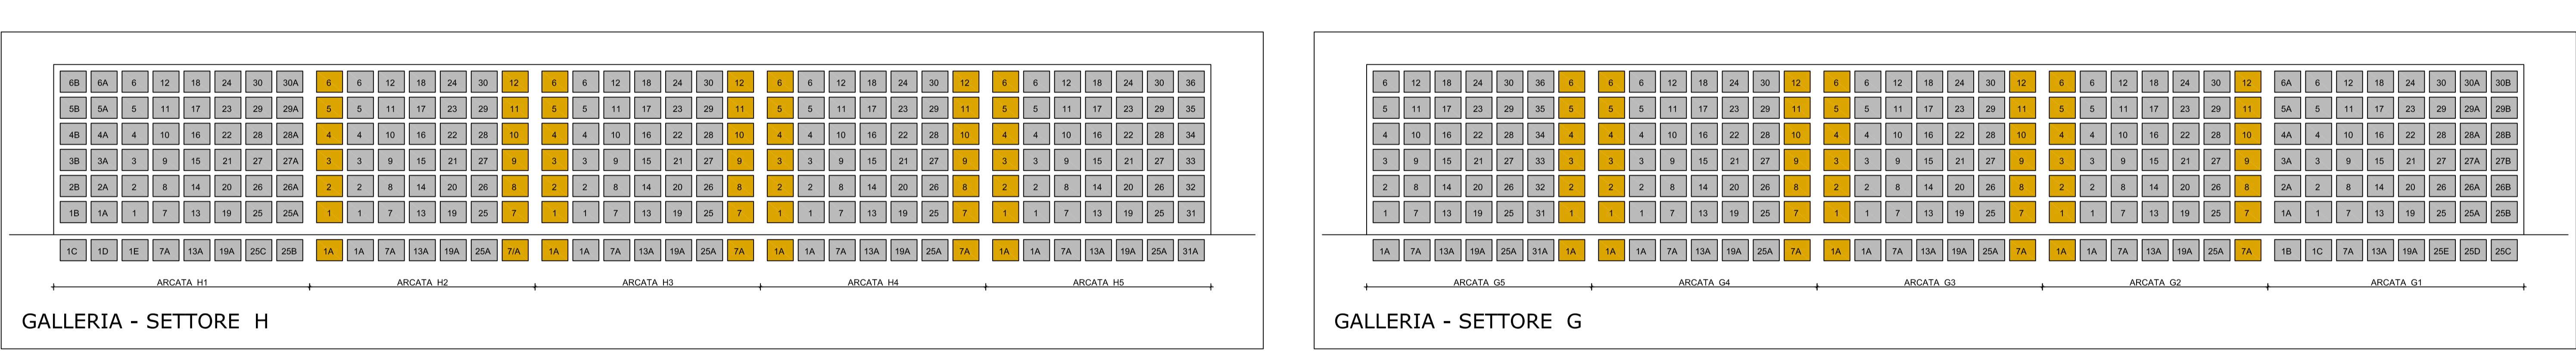 6B 6A 6 12 18 24 30 30A 6 6 12 18 24 30 12 6 6 12 18 24 30 12 6 6 12 18 24 30 12 6 6 12 18 24 30 36
5B 5A 5 11 17 23 29 29A 5 5 11 17 23 29 11 5 5 11 17 23 29 11 5 5 11 17 23 29 11 5 5 11 17 23 29 35
4B 4A 4 10 16 22 28 28A 4 4 10 16 22 28 10 4 4 10 16 22 28 10 4 4 10 16 22 28 10 4 4 10 16 22 28 34
3B 3A 3 9 15 21 27 27A 3 3 9 15 21 27 9 3 3 9 15 21 27 9 3 3 9 15 21 27 9 3 3 9 15 21 27 33
2B 2A 2 8 14 20 26 26A 2 2 8 14 20 26 8 2 2 8 14 20 26 8 2 2 8 14 20 26 8 2 2 8 14 20 26 32
1B 1A 1 7 13 19 25 25A 1 1 7 13 19 25 7 1 1 7 13 19 25 7 1 1 7 13 19 25 7 1 1 7 13 19 25 31
1C 1D 1E 7A 13A 19A 25C 25B 1A 1A 7A 13A 19A 25A 7/A 1A 1A 7A 13A 19A 25A 7A 1A 1A 7A 13A 19A 25A 7A 1A 1A 7A 13A 19A 25A 31A
ARCATA H1 ARCATA H2 ARCATA H3 ARCATA H4 ARCATA H5
GALLERIA - SETTORE H
6 12 18 24 30 36 6 6 6 12 18 24 30 12 6 6 12 18 24 30 12 6 6 12 18 24 30 12 6A 6 12 18 24 30 30A 30B
5 11 17 23 29 35 5 5 5 11 17 23 29 11 5 5 11 17 23 29 11 5 5 11 17 23 29 11 5A 5 11 17 23 29 29A 29B
4 10 16 22 28 34 4 4 4 10 16 22 28 10 4 4 10 16 22 28 10 4 4 10 16 22 28 10 4A 4 10 16 22 28 28A 28B
3 9 15 21 27 33 3 3 3 9 15 21 27 9 3 3 9 15 21 27 9 3 3 9 15 21 27 9 3A 3 9 15 21 27 27A 27B
2 8 14 20 26 32 2 2 2 8 14 20 26 8 2 2 8 14 20 26 8 2 2 8 14 20 26 8 2A 2 8 14 20 26 26A 26B
1 7 13 19 25 31 1 1 1 7 13 19 25 7 1 1 7 13 19 25 7 1 1 7 13 19 25 7 1A 1 7 13 19 25 25A 25B
1A 7A 13A 19A 25A 31A 1A 1A 1A 7A 13A 19A 25A 7A 1A 1A 7A 13A 19A 25A 7A 1A 1A 7A 13A 19A 25A 7A 1B 1C 7A 13A 19A 25E 25D 25C
ARCATA G5 ARCATA G4 ARCATA G3 ARCATA G2 ARCATA G1
GALLERIA - SETTORE G